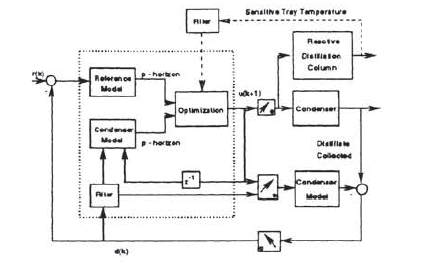 Filter
Sensitive Tray Temperature
Reactive
Distillation
Column
r(k)
Reference
Model
p - horizon
u(k+1)
Optimization
Condenser
Condenser
Model
p - horizon
Distillate
Collected
z-1
Filter
Condenser
Model
d(k)